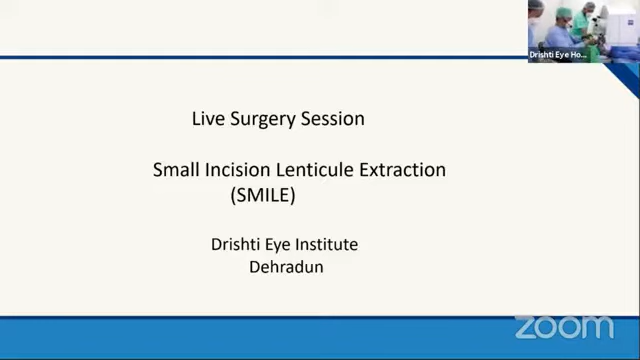 Drishti Eye Ho...
Live Surgery Session
Small Incision Lenticule Extraction
(SMILE)
Drishti Eye Institute
Dehradun
zoom